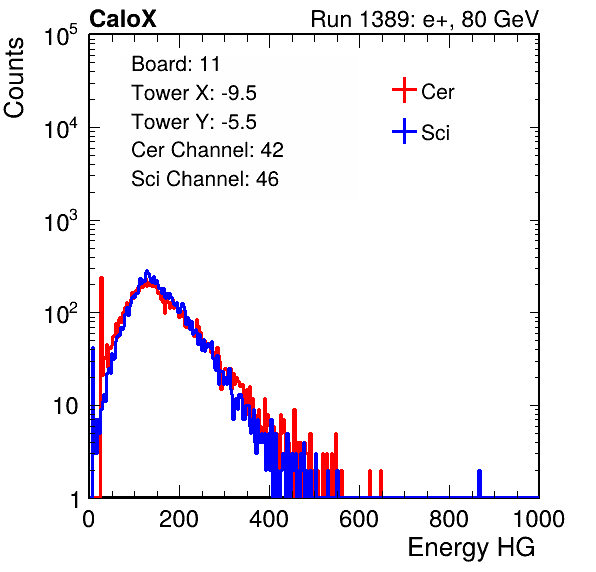 CaloX Run 1389: e+, 80 GeV
Counts
Board: 11
Tower X: -9.5
Tower Y: -5.5
Cer Channel: 42
Sci Channel: 46
Cer
Sci
10^5
10^4
10^3
10^2
10
1
0 200 400 600 800 1000
Energy HG